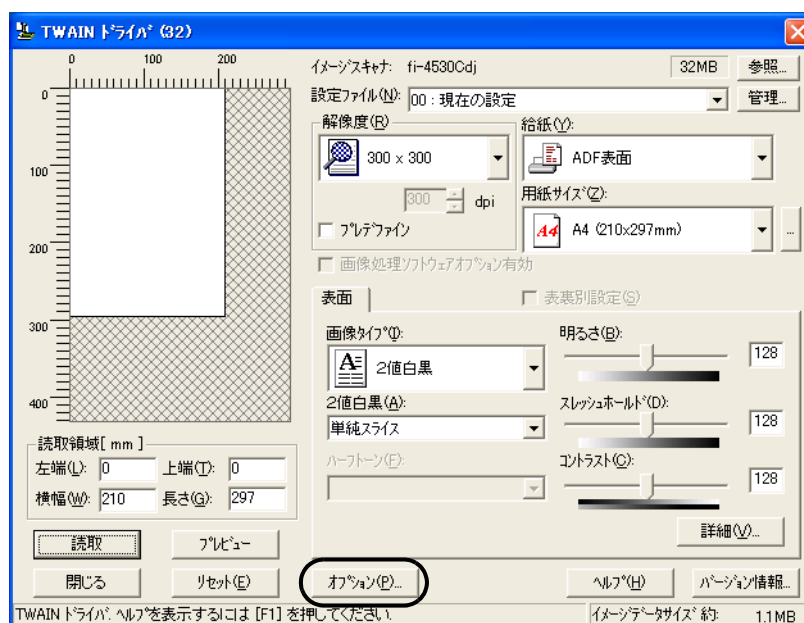 TWAIN ﾄﾞﾗｲﾊﾞ (32)
0 100 200
0
100
200
300
400
イメージスキャナ: fi-4530Cdj 32MB 参照...
設定ファイル(N): 00 : 現在の設定 管理...
解像度(R)
300 x 300
300 dpi
ﾌﾟﾚﾃﾞﾌｧｲﾝ
給紙(Y):
ADF表面
用紙ｻｲｽﾞ(Z):
A4 A4 (210x297mm) ...
画像処理ｿﾌﾄｳｪｱｵﾌﾟｼｮﾝ有効
表面
表裏別設定(S)
画像ﾀｲﾌﾟ(I):
A 2値白黒
2値白黒(A):
単純スライス
ﾊｰﾌﾄｰﾝ(F):
明るさ(B):
128
スレッシュホールド(D):
128
コントラスト(C):
128
詳細(V)...
読取領域[ mm ]
左端(L): 0 上端(T): 0
横幅(W): 210 長さ(G): 297
読取 ﾌﾟﾚﾋﾞｭｰ
閉じる ﾘｾｯﾄ(E) ｵﾌﾟｼｮﾝ(P)... ﾍﾙﾌﾟ(H) ﾊﾞｰｼﾞｮﾝ情報...
TWAIN ﾄﾞﾗｲﾊﾞ. ﾍﾙﾌﾟを表示するには [F1] を押してください. ｲﾒｰｼﾞﾃﾞｰﾀｻｲｽﾞ 約: 1.1MB